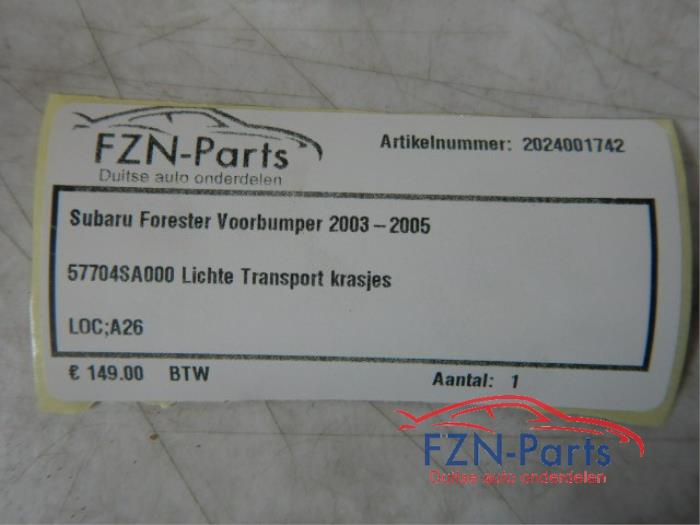 FZN-Parts
Duitse auto onderdelen
Artikelnummer: 2024001742
Subaru Forester Voorbumper 2003-2005
57704SA000 Lichte Transport krasjes
LOC;A26
€ 149.00 BTW
Aantal: 1
FZN-Parts
Duitse auto onderdelen